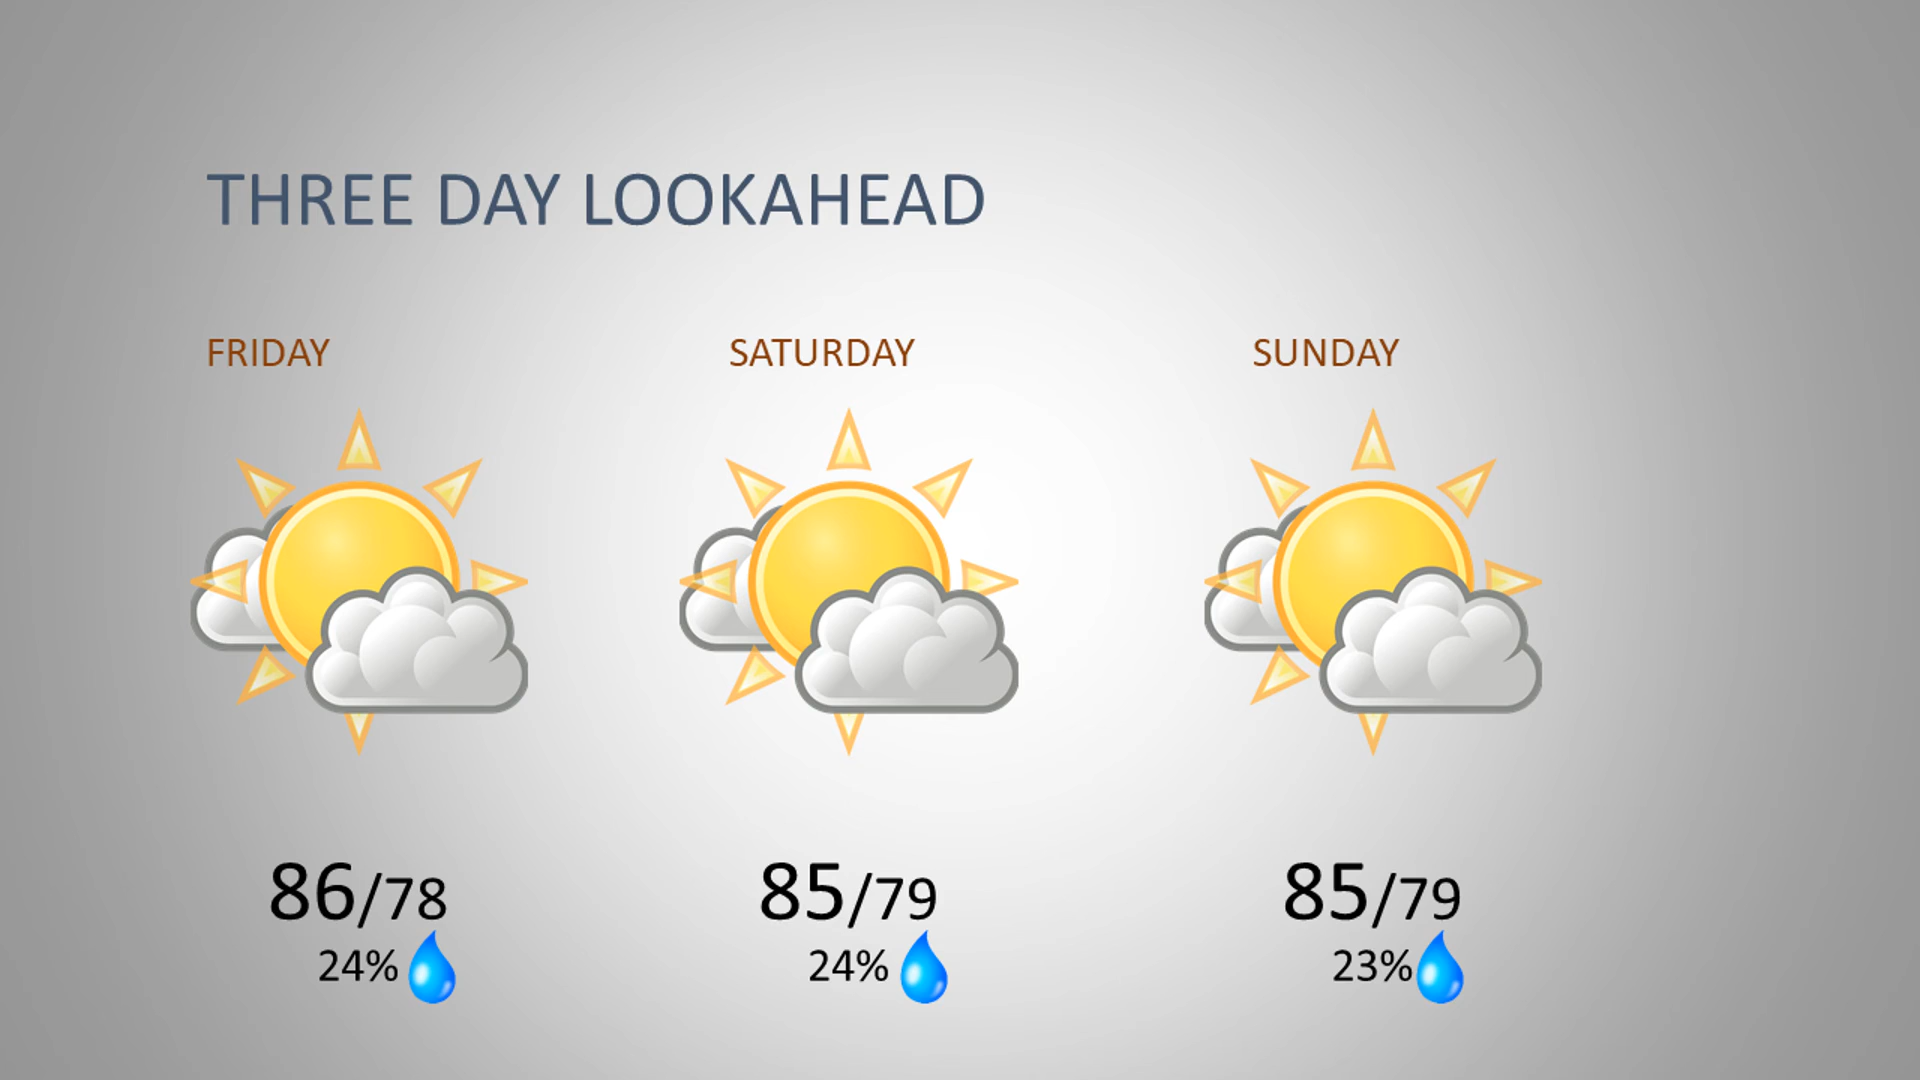 THREE DAY LOOKAHEAD
FRIDAY
SATURDAY
SUNDAY
86/78
85/79
85/79
24%
24%
23%